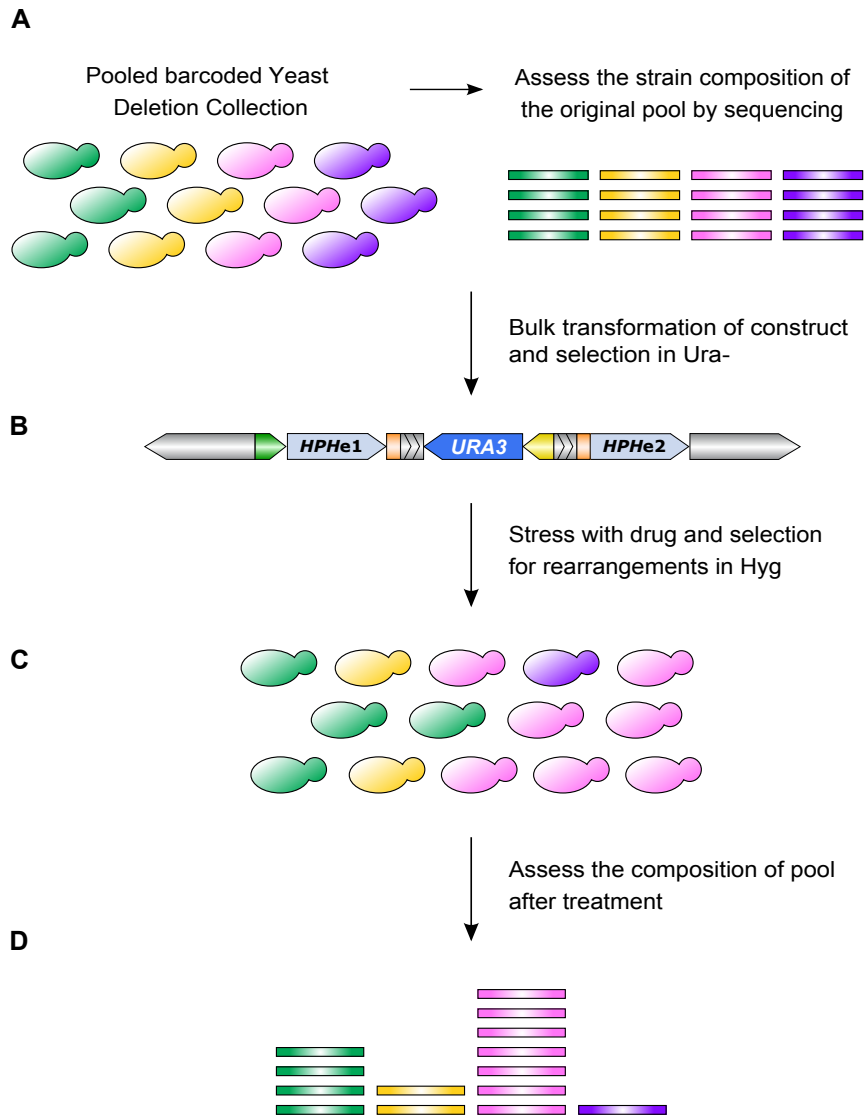 A
Pooled barcoded Yeast
Deletion Collection
Assess the strain composition of
the original pool by sequencing
Bulk transformation of construct
and selection in Ura-
B
HPHe1
URA3
HPHe2
Stress with drug and selection
for rearrangements in Hyg
C
Assess the composition of pool
after treatment
D